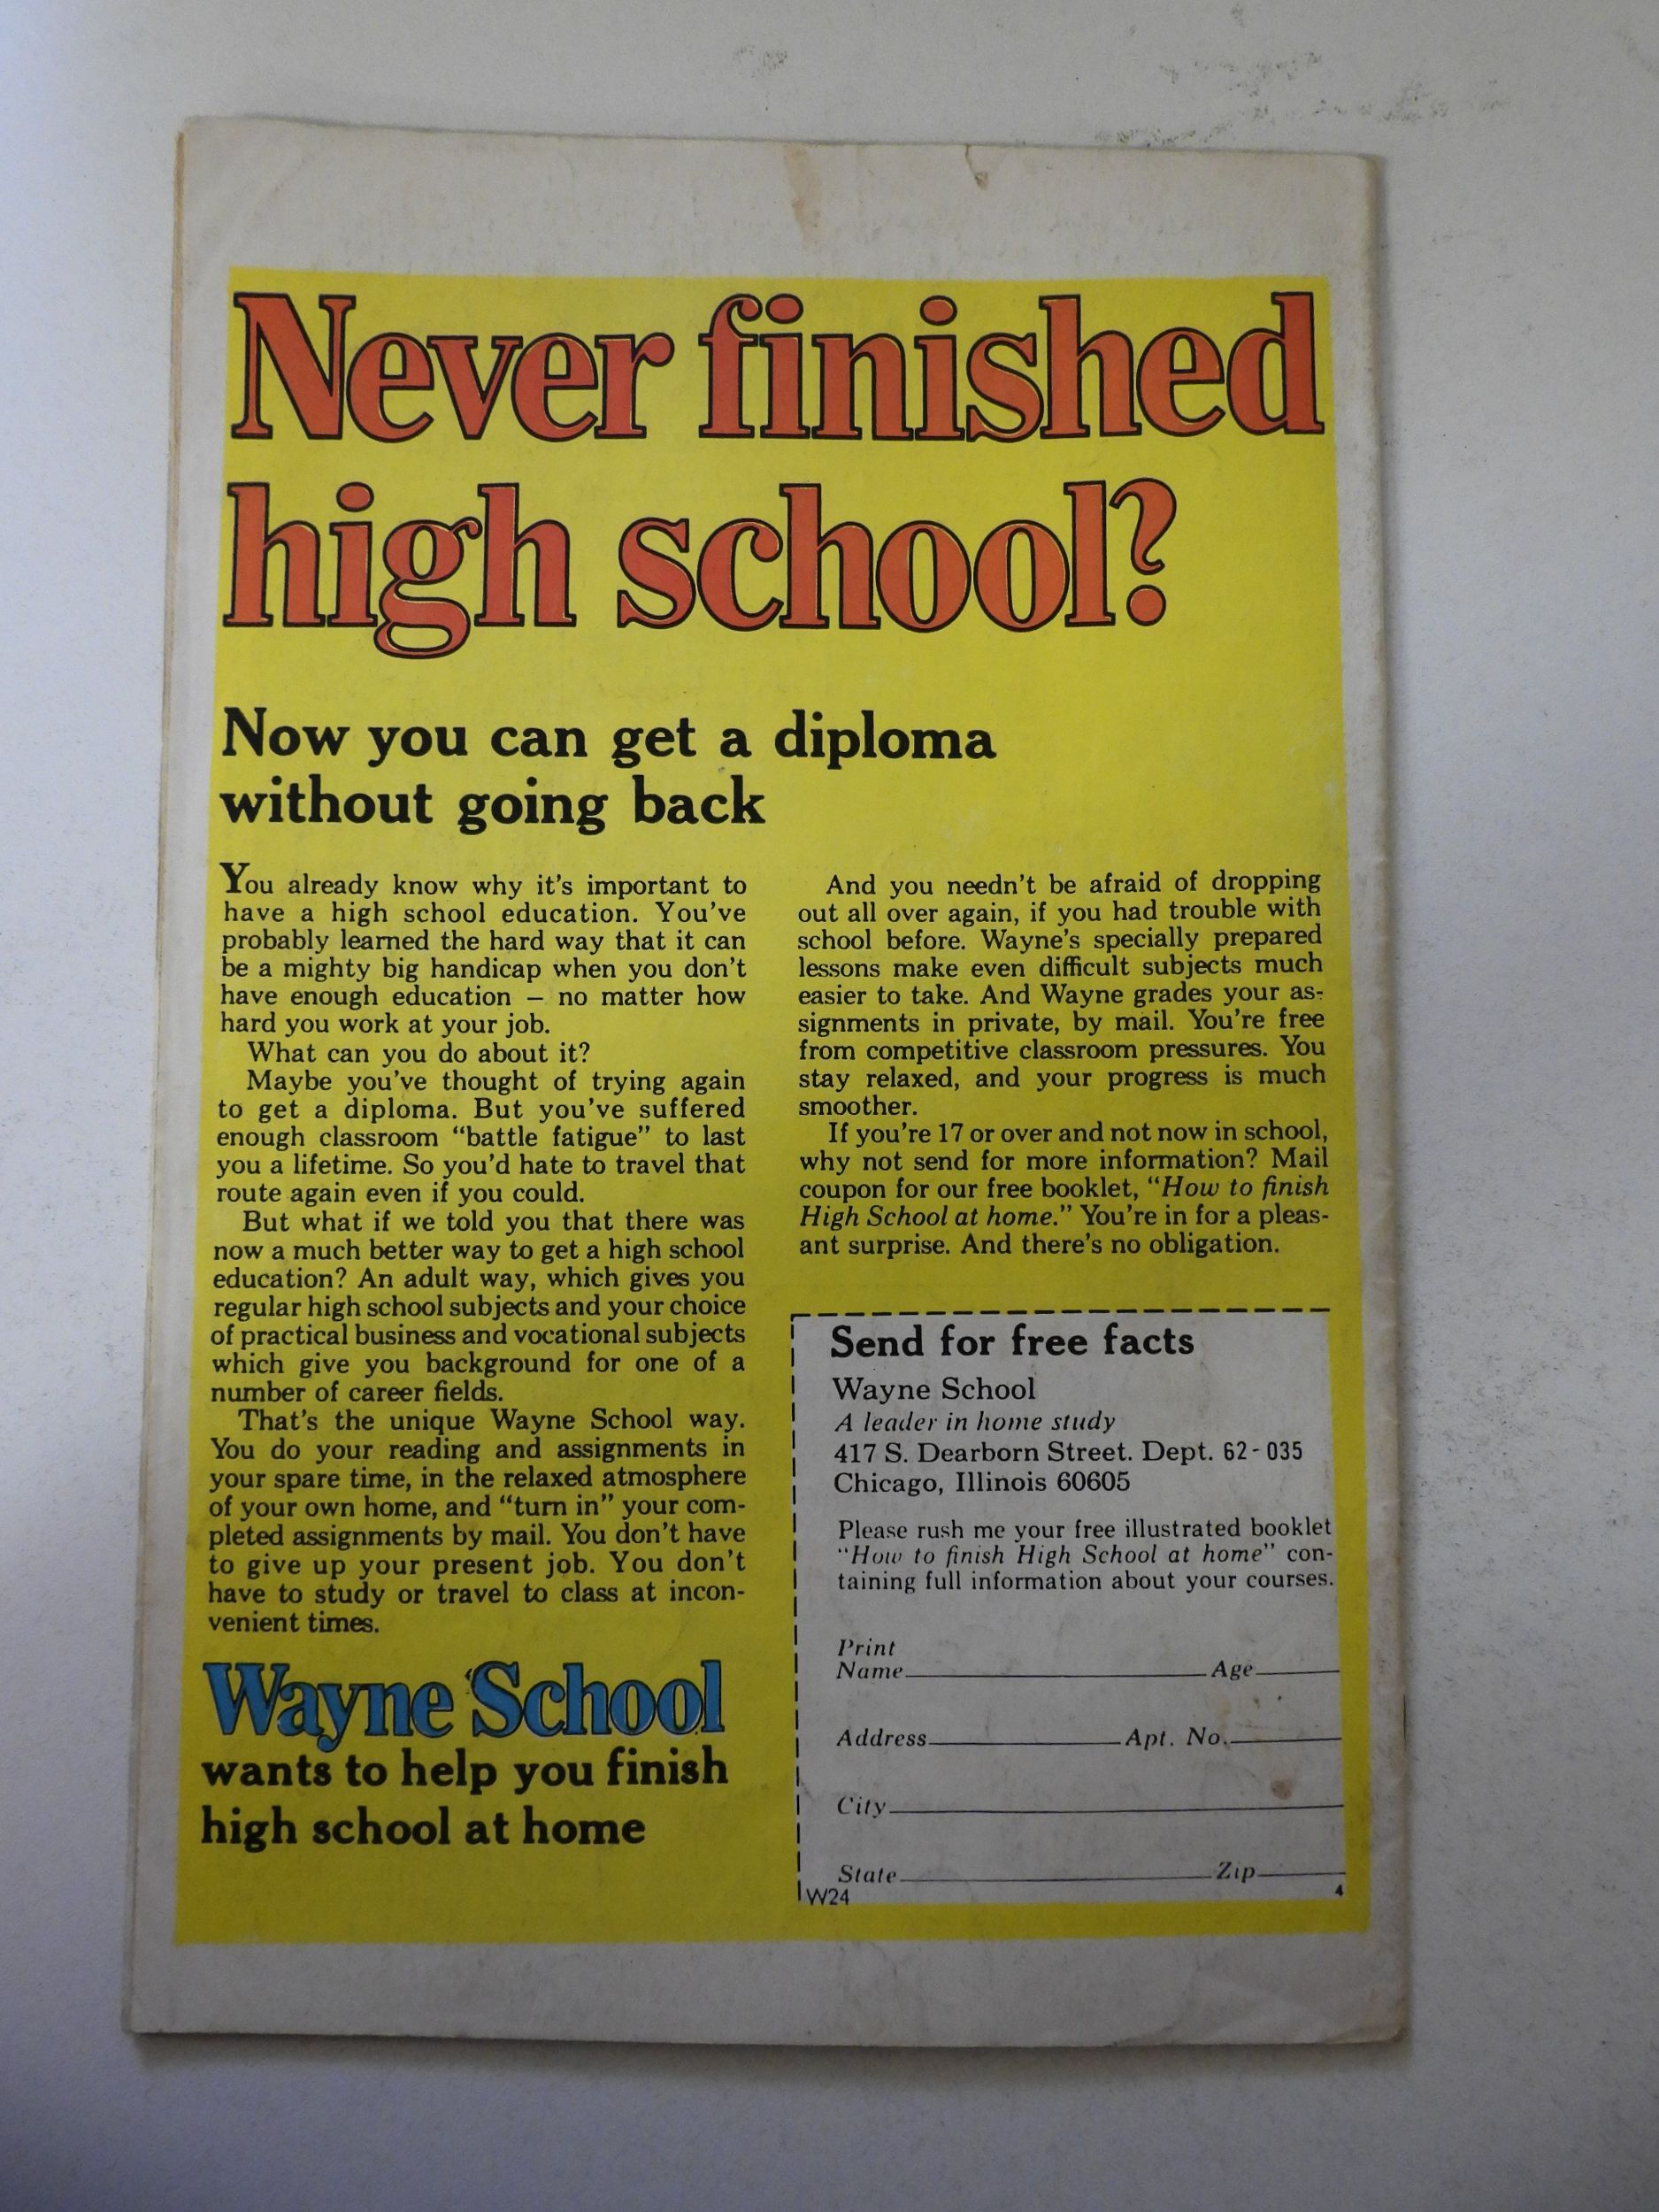 Never finished
high school?
Now you can get a diploma
without going back
You already know why it's important to
have a high school education. You've
probably learned the hard way that it can
be a mighty big handicap when you don't
have enough education – no matter how
hard you work at your job.
What can you do about it?
Maybe you've thought of trying again
to get a diploma. But you've suffered
enough classroom “battle fatigue” to last
you a lifetime. So you'd hate to travel that
route again even if you could.
But what if we told you that there was
now a much better way to get a high school
education? An adult way, which gives you
regular high school subjects and your choice
of practical business and vocational subjects
which give you background for one of a
number of career fields.
That's the unique Wayne School way.
You do your reading and assignments in
your spare time, in the relaxed atmosphere
of your own home, and “turn in” your com-
pleted assignments by mail. You don't have
to give up your present job. You don't
have to study or travel to class at incon-
venient times.
Wayne School
wants to help you finish
high school at home
And you needn't be afraid of dropping
out all over again, if you had trouble with
school before. Wayne's specially prepared
lessons make even difficult subjects much
easier to take. And Wayne grades your as-
signments in private, by mail. You're free
from competitive classroom pressures. You
stay relaxed, and your progress is much
smoother.
If you're 17 or over and not now in school,
why not send for more information? Mail
coupon for our free booklet, “How to finish
High School at home.” You're in for a pleas-
ant surprise. And there's no obligation.
Send for free facts
Wayne School
A leader in home study
417 S. Dearborn Street. Dept. 62-035
Chicago, Illinois 60605
Please rush me your free illustrated booklet
“How to finish High School at home” con-
taining full information about your courses.
Print
Name Age
Address Apt. No.
City
State Zip
W24 4